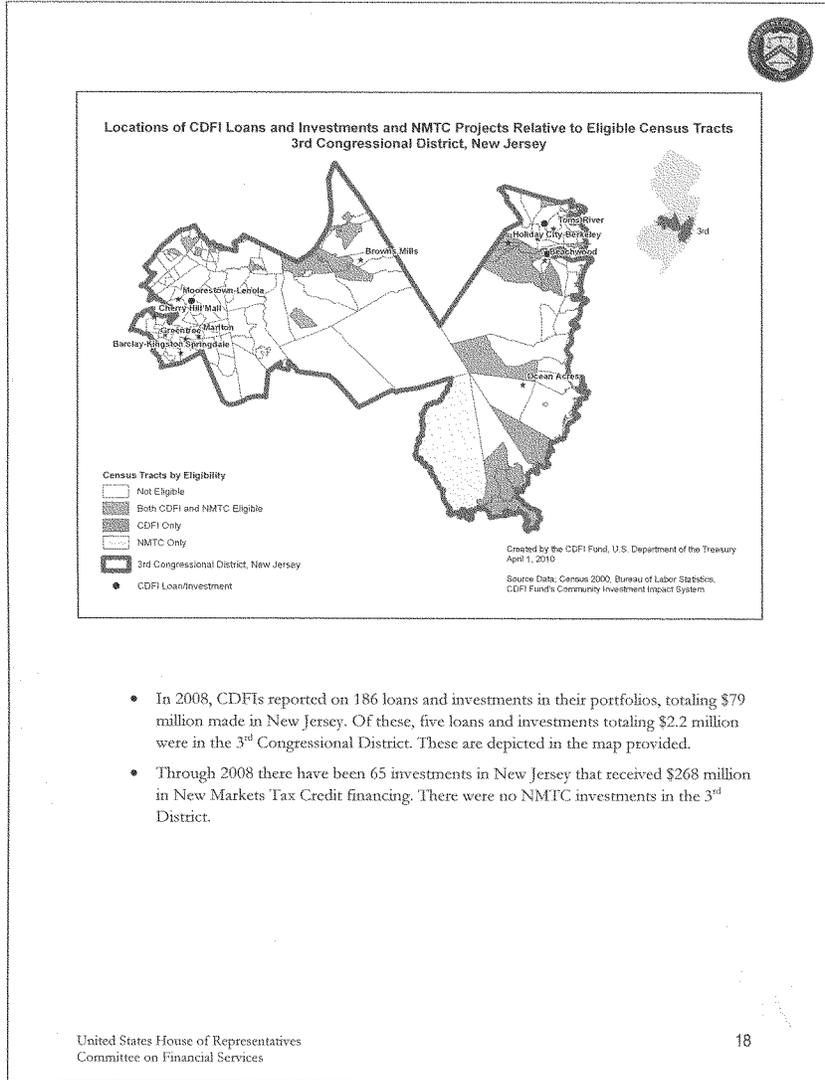 Locations of CDFI Loans and Investments and NMTC Projects Relative to Eligible Census Tracts
3rd Congressional District, New Jersey
Toms River
3rd
Holiday City-Berkeley
Browns Mills
Beachwood
Moorestown-Lenola
Cherry Hill Mall
Greentree
Marlton
Barclay-Kingston
Springdale
Ocean Acres
Census Tracts by Eligibility
Not Eligible
Both CDFI and NMTC Eligible
CDFI Only
NMTC Only
3rd Congressional District, New Jersey
CDFI Loan/Investment
Created by the CDFI Fund, U.S. Department of the Treasury
April 1, 2010
Source Data: Census 2000, Bureau of Labor Statistics,
CDFI Fund's Community Investment Impact System
• In 2008, CDFIs reported on 186 loans and investments in their portfolios, totaling $79
million made in New Jersey. Of these, five loans and investments totaling $2.2 million
were in the 3rd Congressional District. These are depicted in the map provided.
• Through 2008 there have been 65 investments in New Jersey that received $268 million
in New Markets Tax Credit financing. There were no NMTC investments in the 3rd
District.
United States House of Representatives
Committee on Financial Services
18